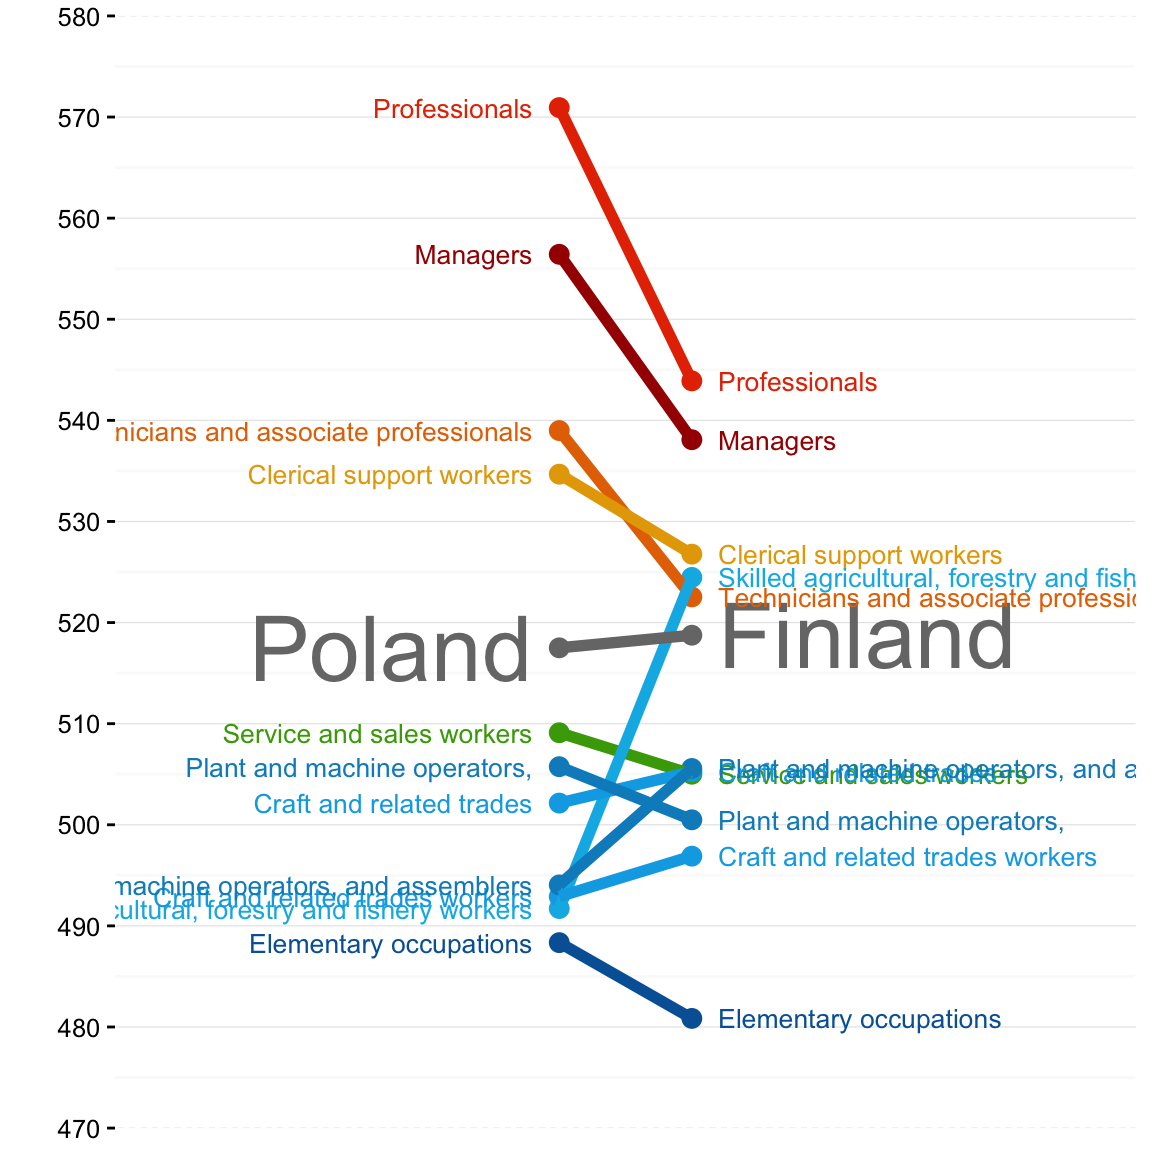 580
570
560
550
540
530
520
510
500
490
480
470
Professionals
Managers
nicians and associate professionals
Clerical support workers
Poland
Service and sales workers
Plant and machine operators,
Craft and related trades
machine operators, and assemblers
Craft and related trades workers
cultural, forestry and fishery workers
Elementary occupations
Professionals
Managers
Clerical support workers
Skilled agricultural, forestry and fish
Technicians and associate professio
Finland
Plant and machine operators, and a
Craft and related trades
Service and sales workers
Plant and machine operators,
Craft and related trades workers
Elementary occupations